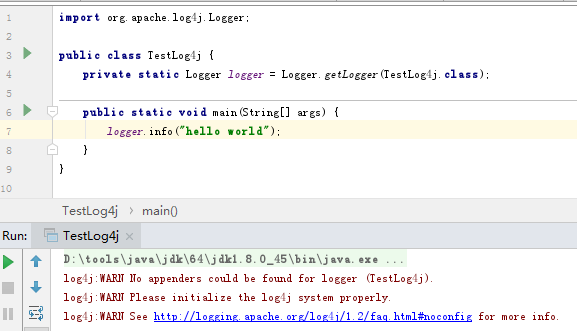 1 import org.apache.log4j.Logger;
2
3 public class TestLog4j {
4 private static Logger logger = Logger.getLogger(TestLog4j.class);
5
6 public static void main(String[] args) {
7 logger.info("hello world");
8 }
9 }
10
TestLog4j › main()
Run: TestLog4j ×
D:\tools\java\jdk\64\jdk1.8.0_45\bin\java.exe ...
log4j:WARN No appenders could be found for logger (TestLog4j).
log4j:WARN Please initialize the log4j system properly.
log4j:WARN See http://logging.apache.org/log4j/1.2/faq.html#noconfig for more info.